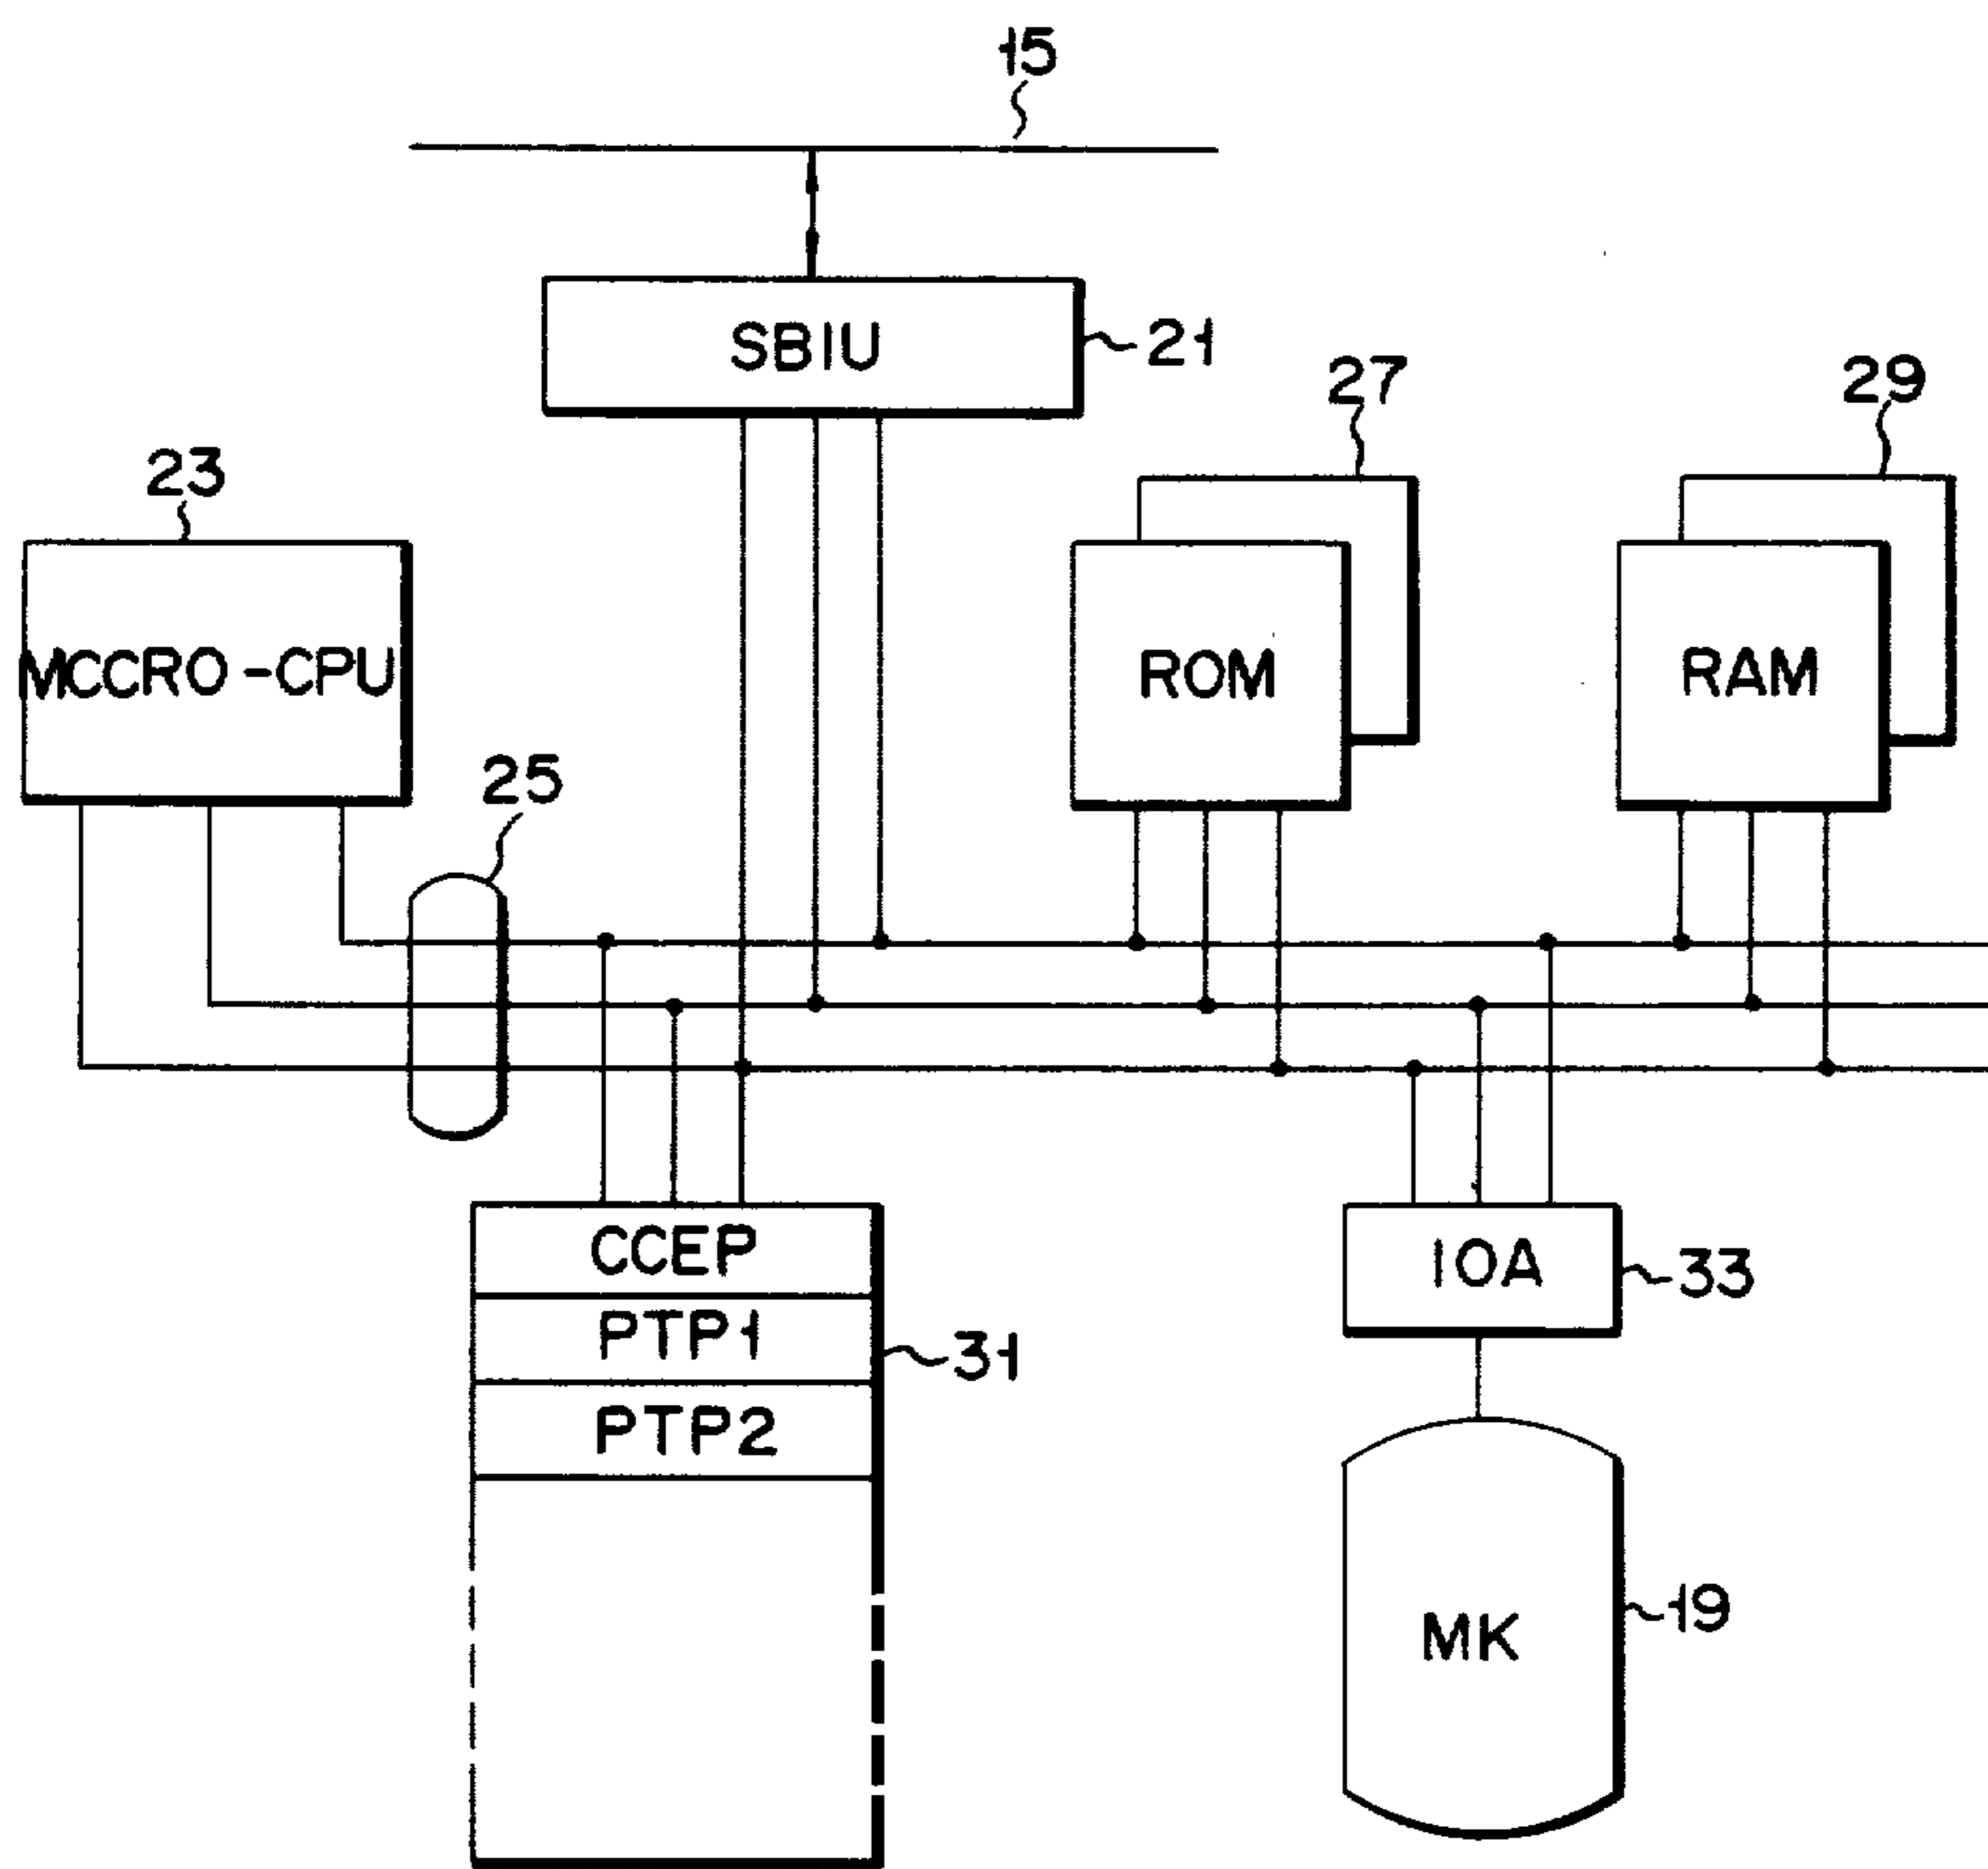 15
SBIU
21
27
29
23
MCCRO-CPU
ROM
RAM
25
CCEP
IOA
33
PTP1
31
PTP2
MK
19